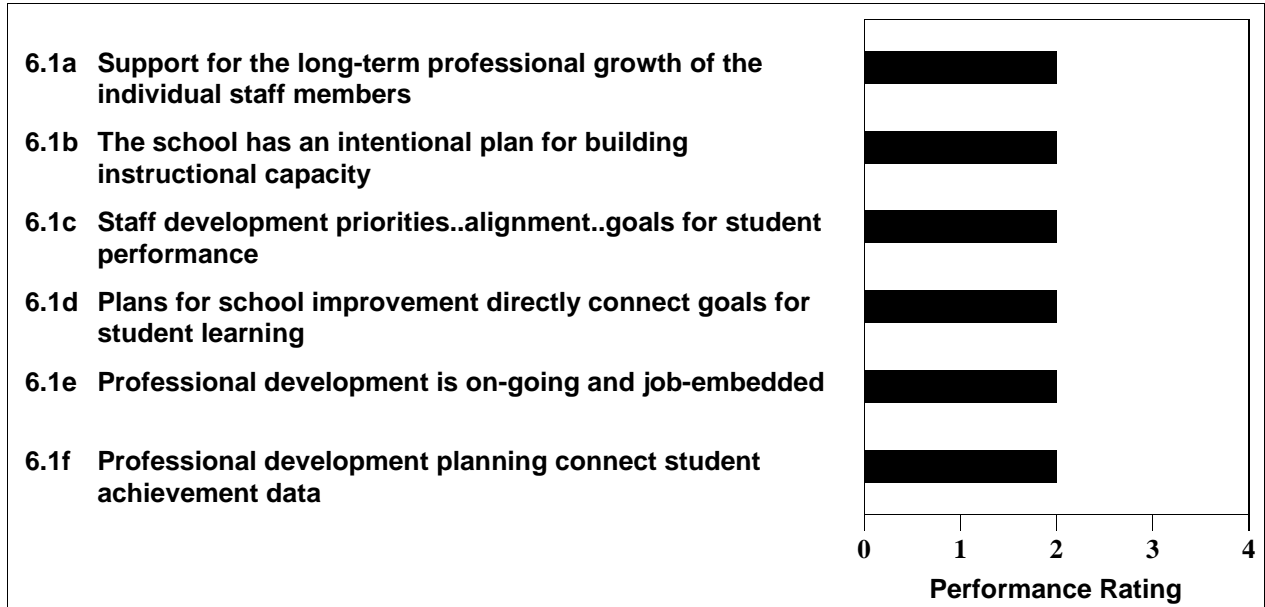 6.1a Support for the long-term professional growth of the
individual staff members
6.1b The school has an intentional plan for building
instructional capacity
6.1c Staff development priorities..alignment..goals for student
performance
6.1d Plans for school improvement directly connect goals for
student learning
6.1e Professional development is on-going and job-embedded
6.1f Professional development planning connect student
achievement data
0 1 2 3 4
Performance Rating